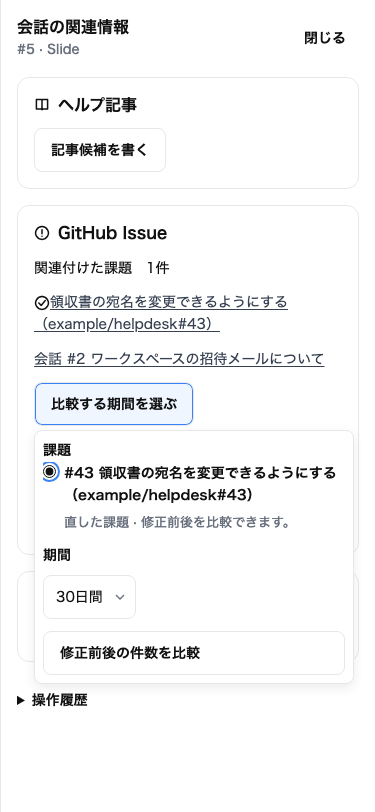 会話の関連情報
#5 · Slide
閉じる
ヘルプ記事
記事候補を書く
GitHub Issue
関連付けた課題　1件
領収書の宛名を変更できるようにする
（example/helpdesk#43）
会話 #2 ワークスペースの招待メールについて
比較する期間を選ぶ
課題
#43 領収書の宛名を変更できるようにする
（example/helpdesk#43）
直した課題 · 修正前後を比較できます。
期間
30日間
修正前後の件数を比較
操作履歴